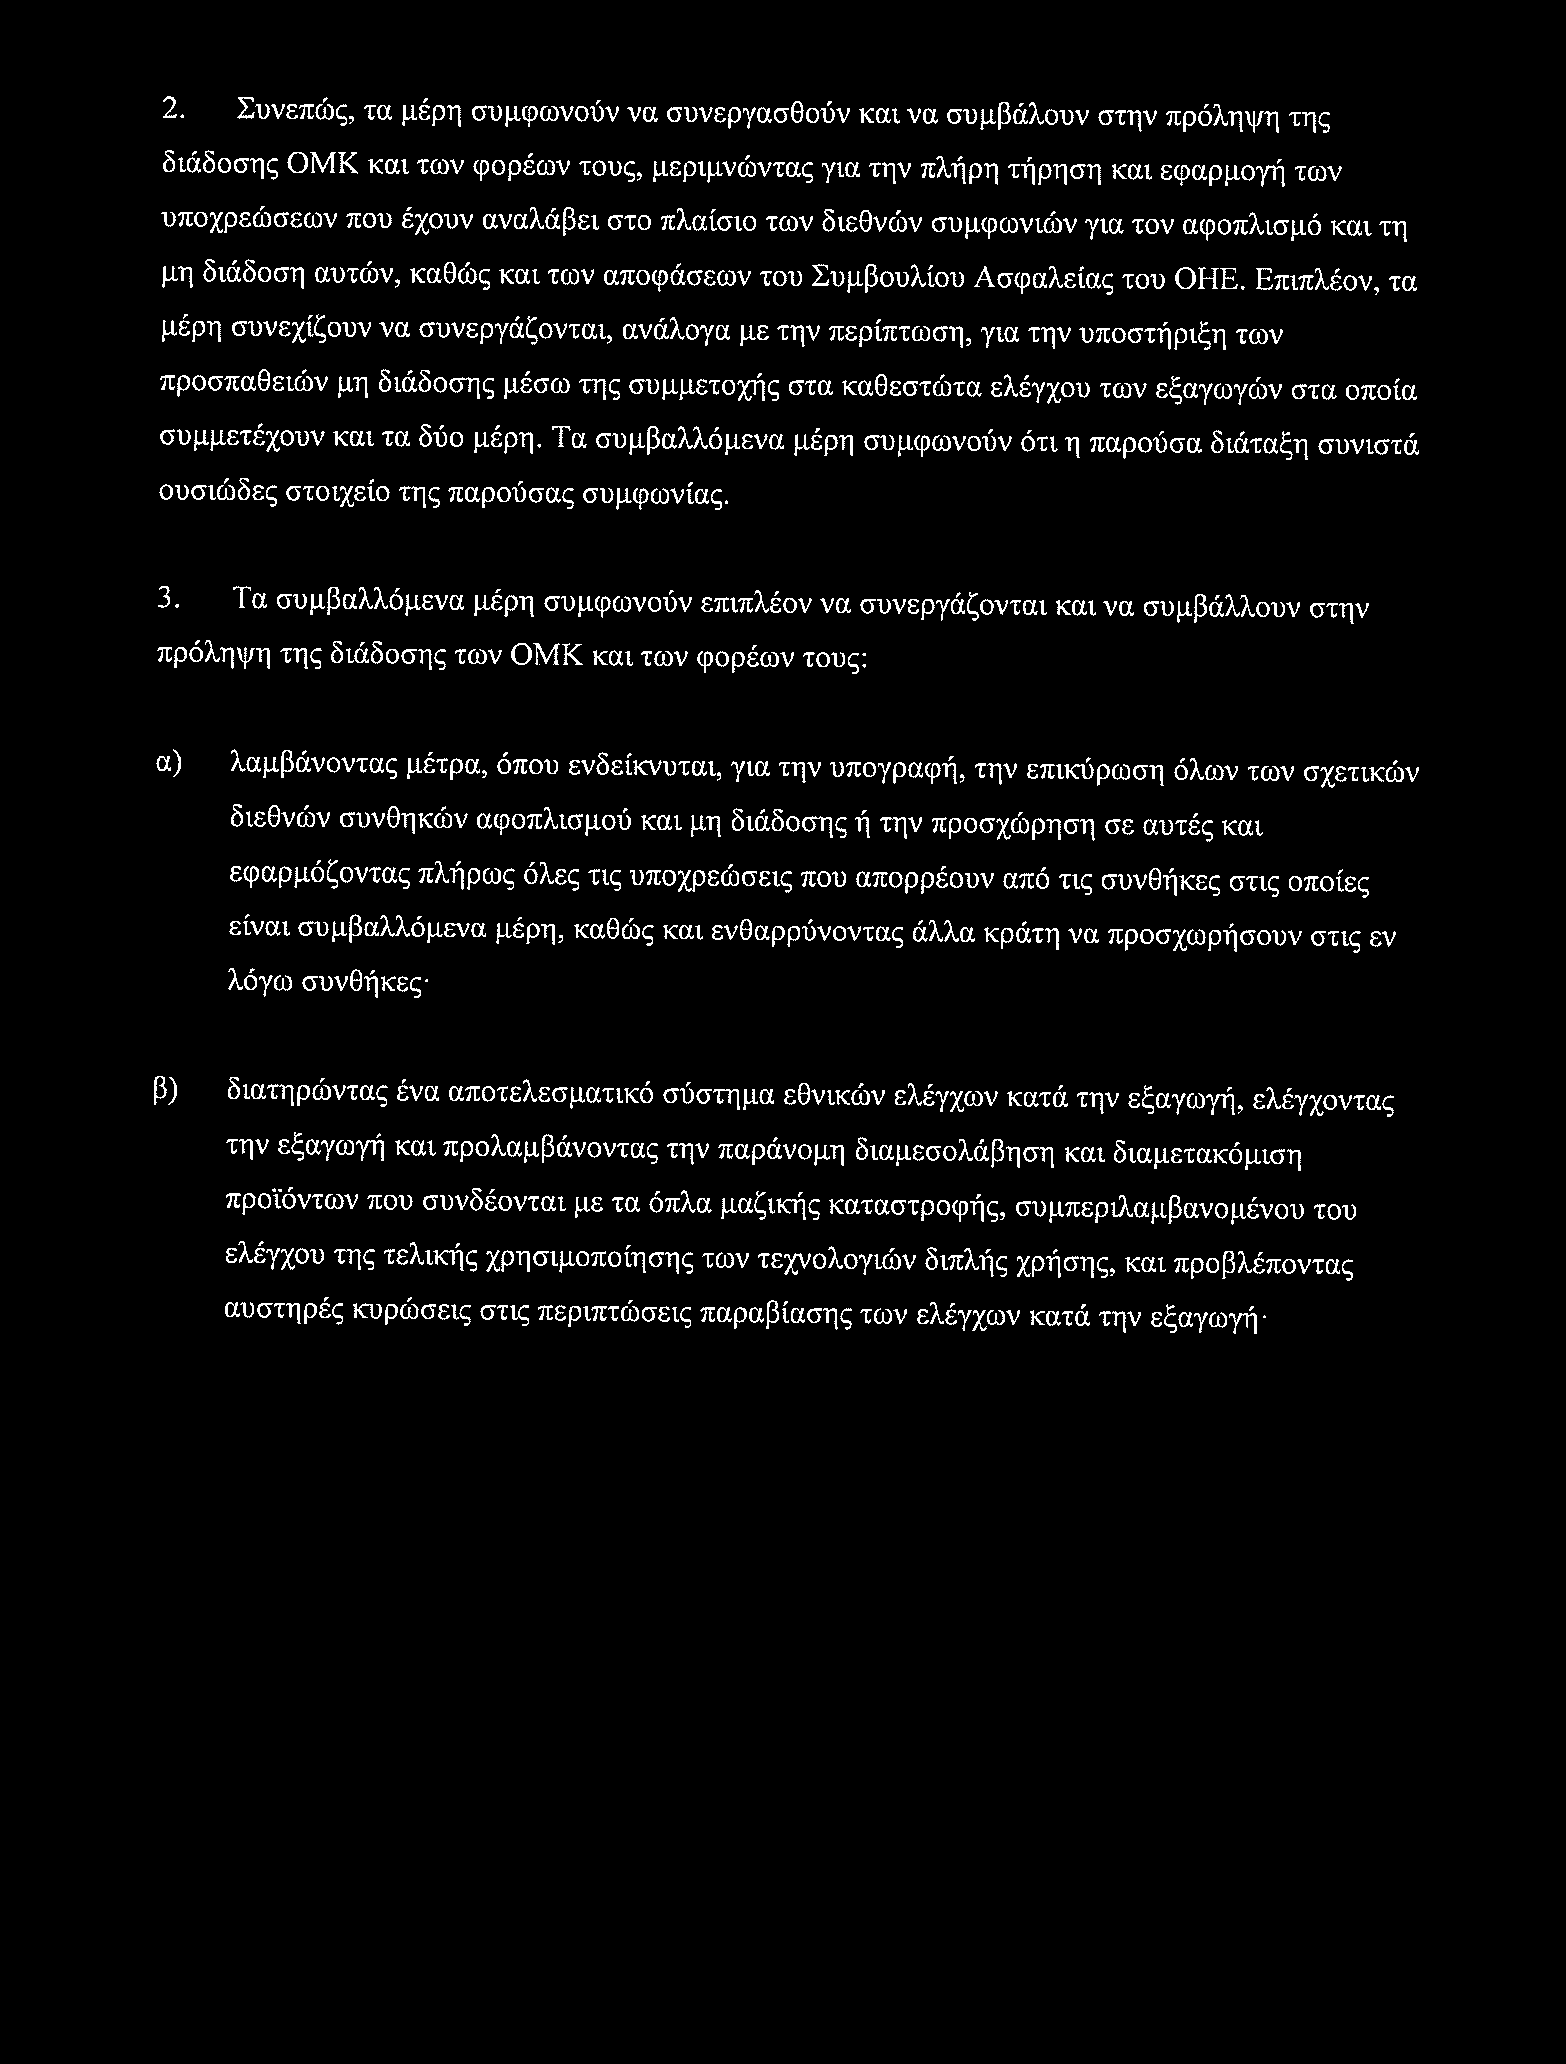 2. Συνεπώς, τα μέρη συμφωνούν να συνεργασθούν και να συμβάλουν στην πρόληψη της
διάδοσης ΟΜΚ και των φορέων τους, μεριμνώντας για την πλήρη τήρηση και εφαρμογή των
υποχρεώσεων που έχουν αναλάβει στο πλαίσιο των διεθνών συμφωνιών για τον αφοπλισμό και τη
μη διάδοση αυτών, καθώς και των αποφάσεων του Συμβουλίου Ασφαλείας του ΟΗΕ. Επιπλέον, τα
μέρη συνεχίζουν να συνεργάζονται, ανάλογα με την περίπτωση, για την υποστήριξη των
προσπαθειών μη διάδοσης μέσω της συμμετοχής στα καθεστώτα ελέγχου των εξαγωγών στα οποία
συμμετέχουν και τα δύο μέρη. Τα συμβαλλόμενα μέρη συμφωνούν ότι η παρούσα διάταξη συνιστά
ουσιώδες στοιχείο της παρούσας συμφωνίας.
3. Τα συμβαλλόμενα μέρη συμφωνούν επιπλέον να συνεργάζονται και να συμβάλλουν στην
πρόληψη της διάδοσης των ΟΜΚ και των φορέων τους:
α) λαμβάνοντας μέτρα, όπου ενδείκνυται, για την υπογραφή, την επικύρωση όλων των σχετικών
διεθνών συνθηκών αφοπλισμού και μη διάδοσης ή την προσχώρηση σε αυτές και
εφαρμόζοντας πλήρως όλες τις υποχρεώσεις που απορρέουν από τις συνθήκες στις οποίες
είναι συμβαλλόμενα μέρη, καθώς και ενθαρρύνοντας άλλα κράτη να προσχωρήσουν στις εν
λόγω συνθήκες·
β) διατηρώντας ένα αποτελεσματικό σύστημα εθνικών ελέγχων κατά την εξαγωγή, ελέγχοντας
την εξαγωγή και προλαμβάνοντας την παράνομη διαμεσολάβηση και διαμετακόμιση
προϊόντων που συνδέονται με τα όπλα μαζικής καταστροφής, συμπεριλαμβανομένου του
ελέγχου της τελικής χρησιμοποίησης των τεχνολογιών διπλής χρήσης, και προβλέποντας
αυστηρές κυρώσεις στις περιπτώσεις παραβίασης των ελέγχων κατά την εξαγωγή·